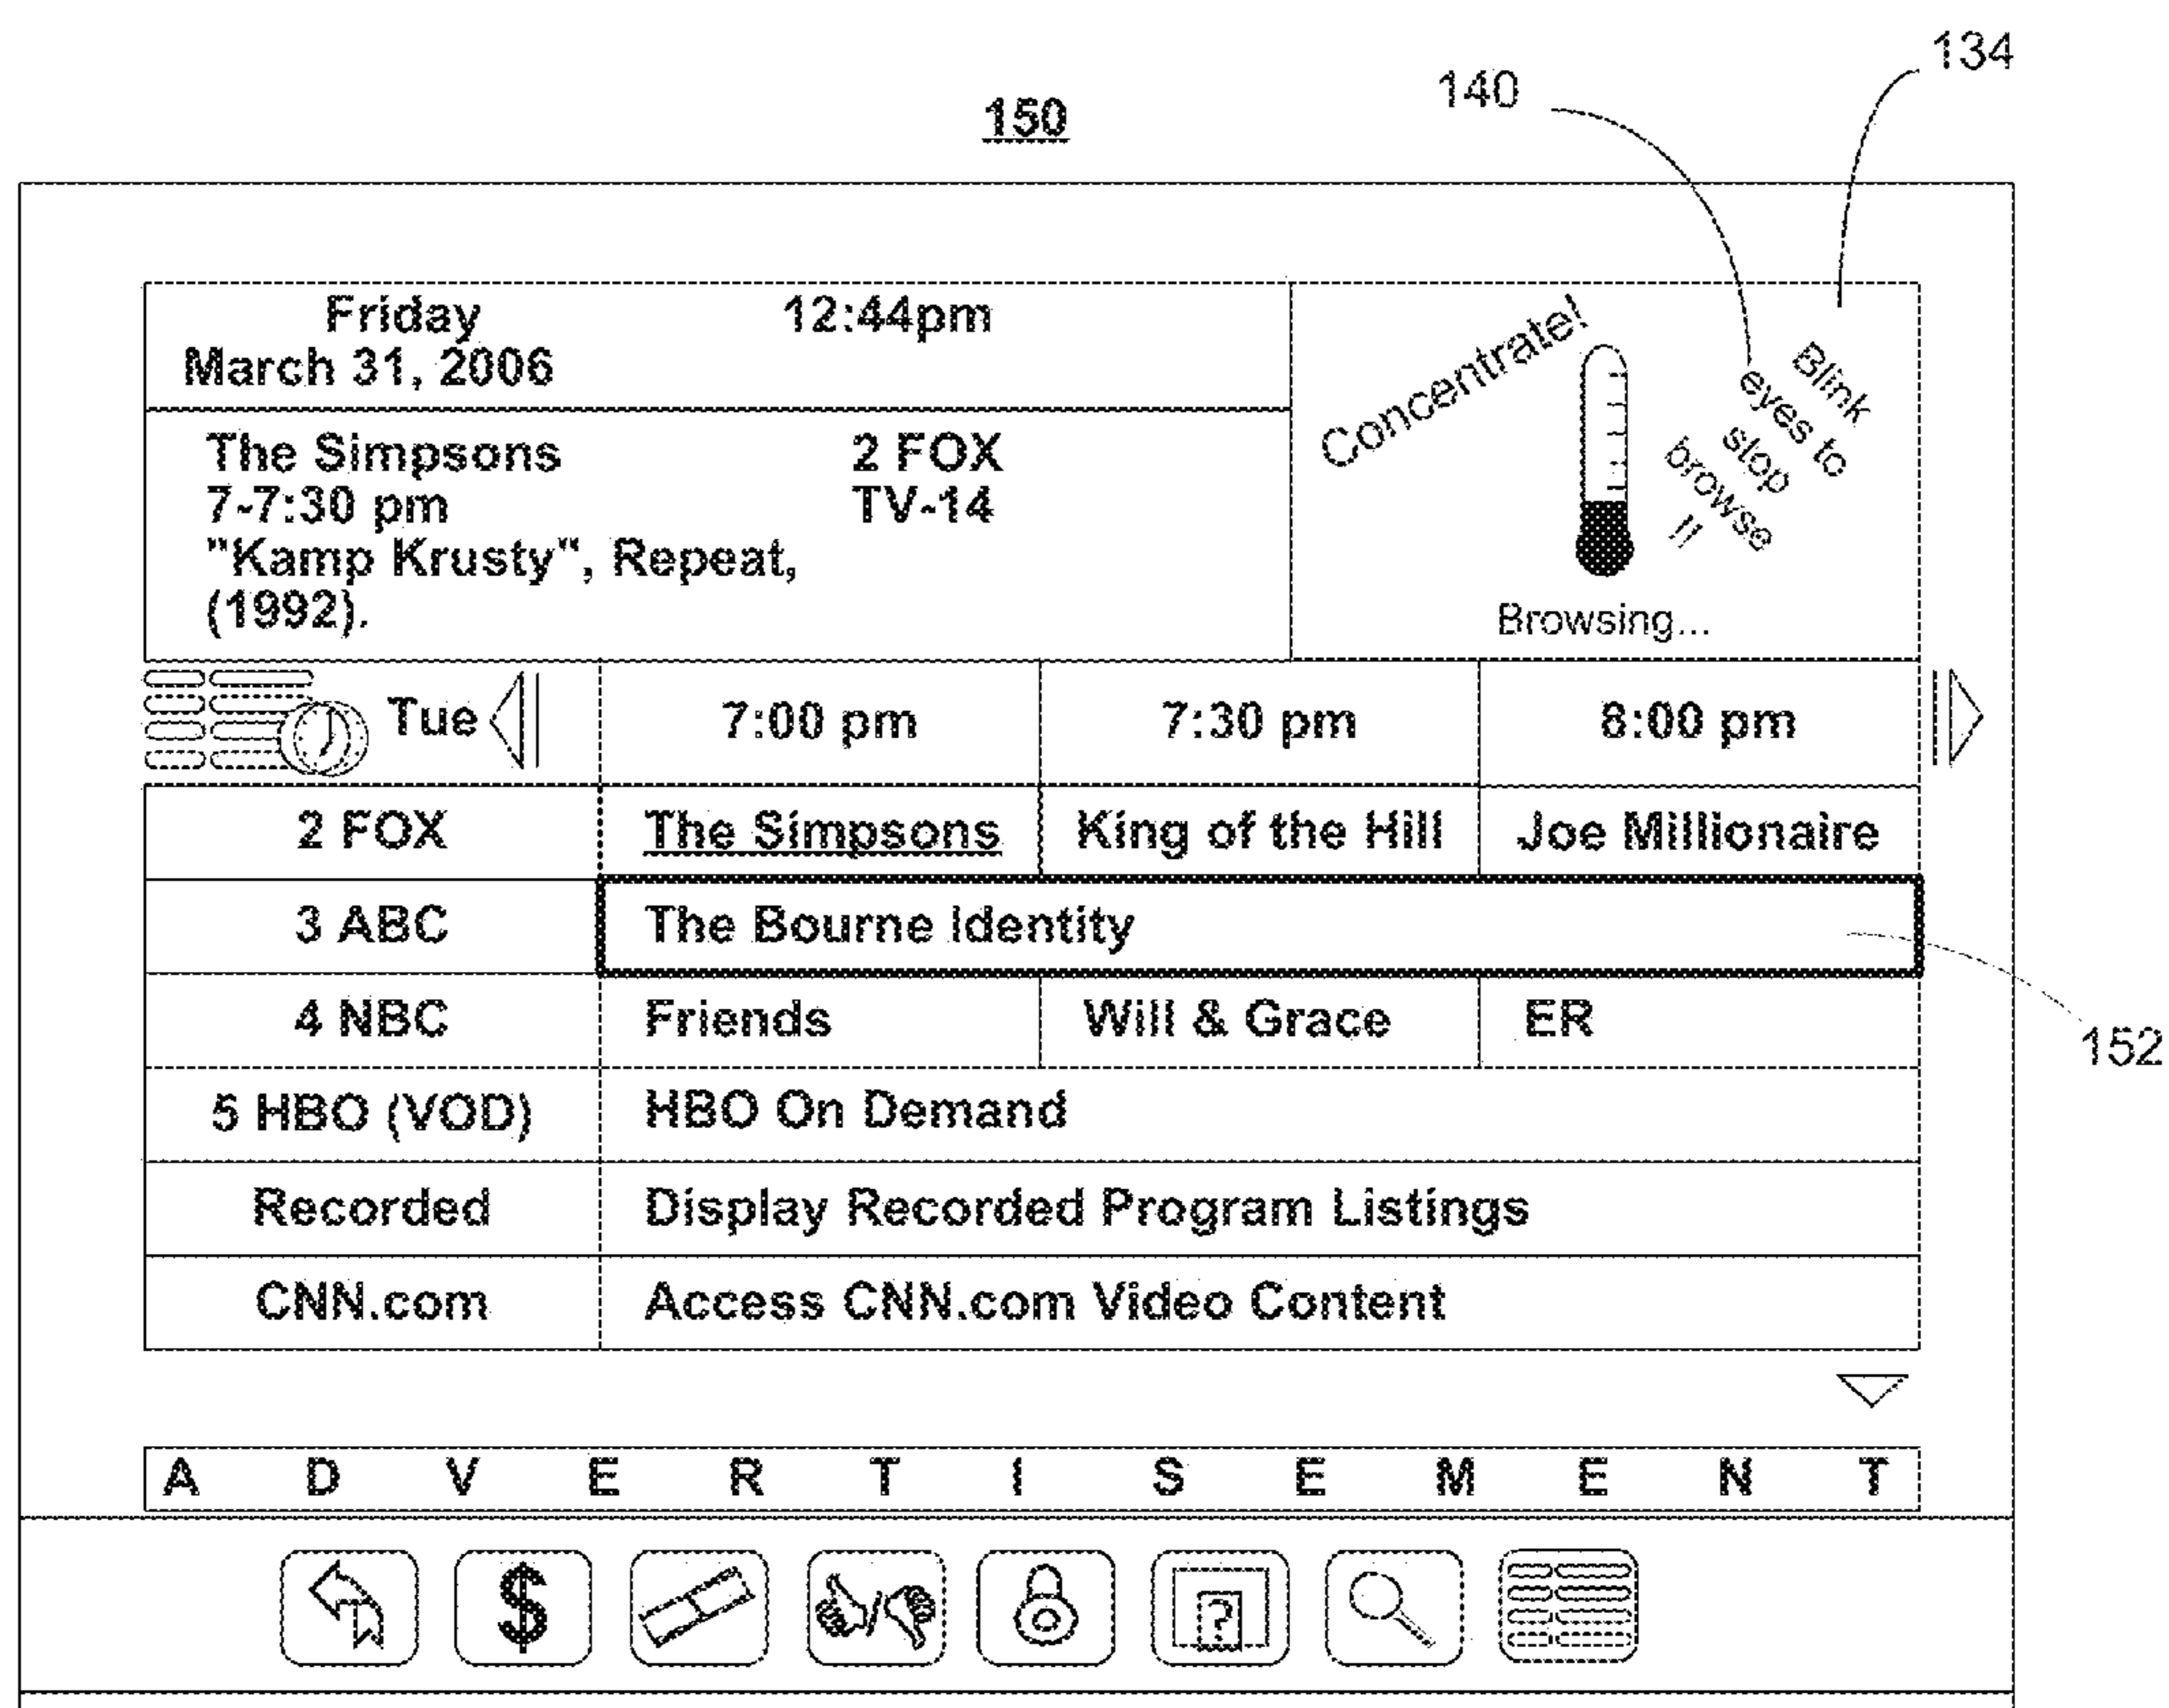 134
140
150
Friday 12:44pm
March 31, 2006
Concentrate!
Blink
eyes to
stop
browse
!!
The Simpsons 2 FOX
7-7:30 pm TV-14
"Kamp Krusty", Repeat,
(1992).
Browsing...
Tue 7:00 pm 7:30 pm 8:00 pm
2 FOX The Simpsons King of the Hill Joe Millionaire
3 ABC The Bourne Identity
152
4 NBC Friends Will & Grace ER
5 HBO (VOD) HBO On Demand
Recorded Display Recorded Program Listings
CNN.com Access CNN.com Video Content
A D V E R T I S E M E N T
$ / ?